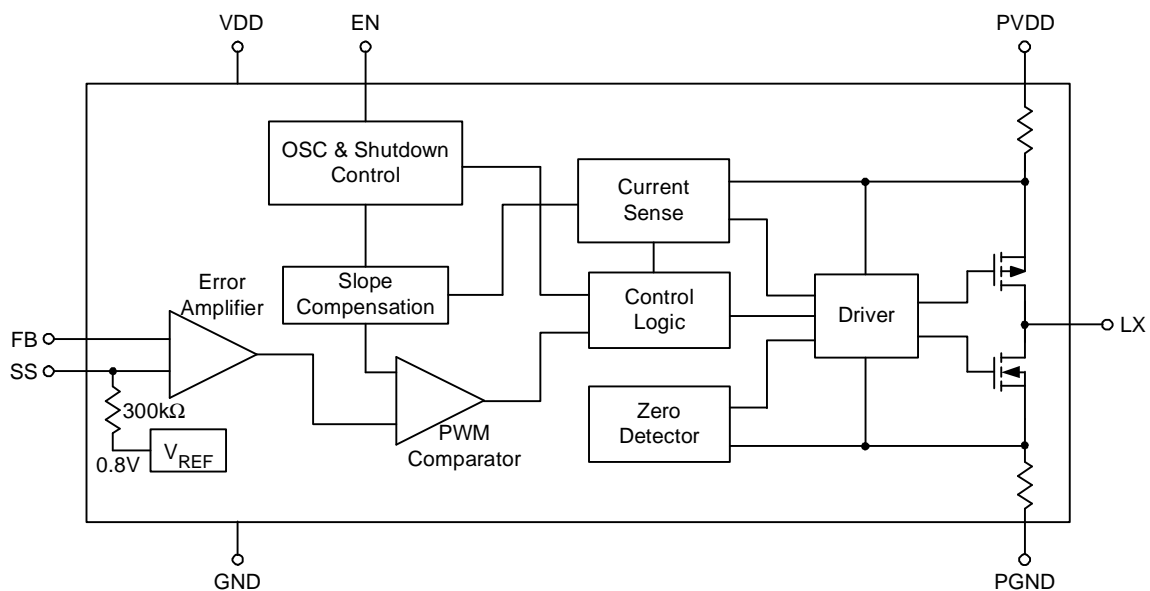 VDD
EN
PVDD
OSC & Shutdown
Control
Current
Sense
Error
Amplifier
Slope
Compensation
Control
Logic
Driver
FB
SS
LX
300kΩ
0.8V
VREF
PWM
Comparator
Zero
Detector
GND
PGND